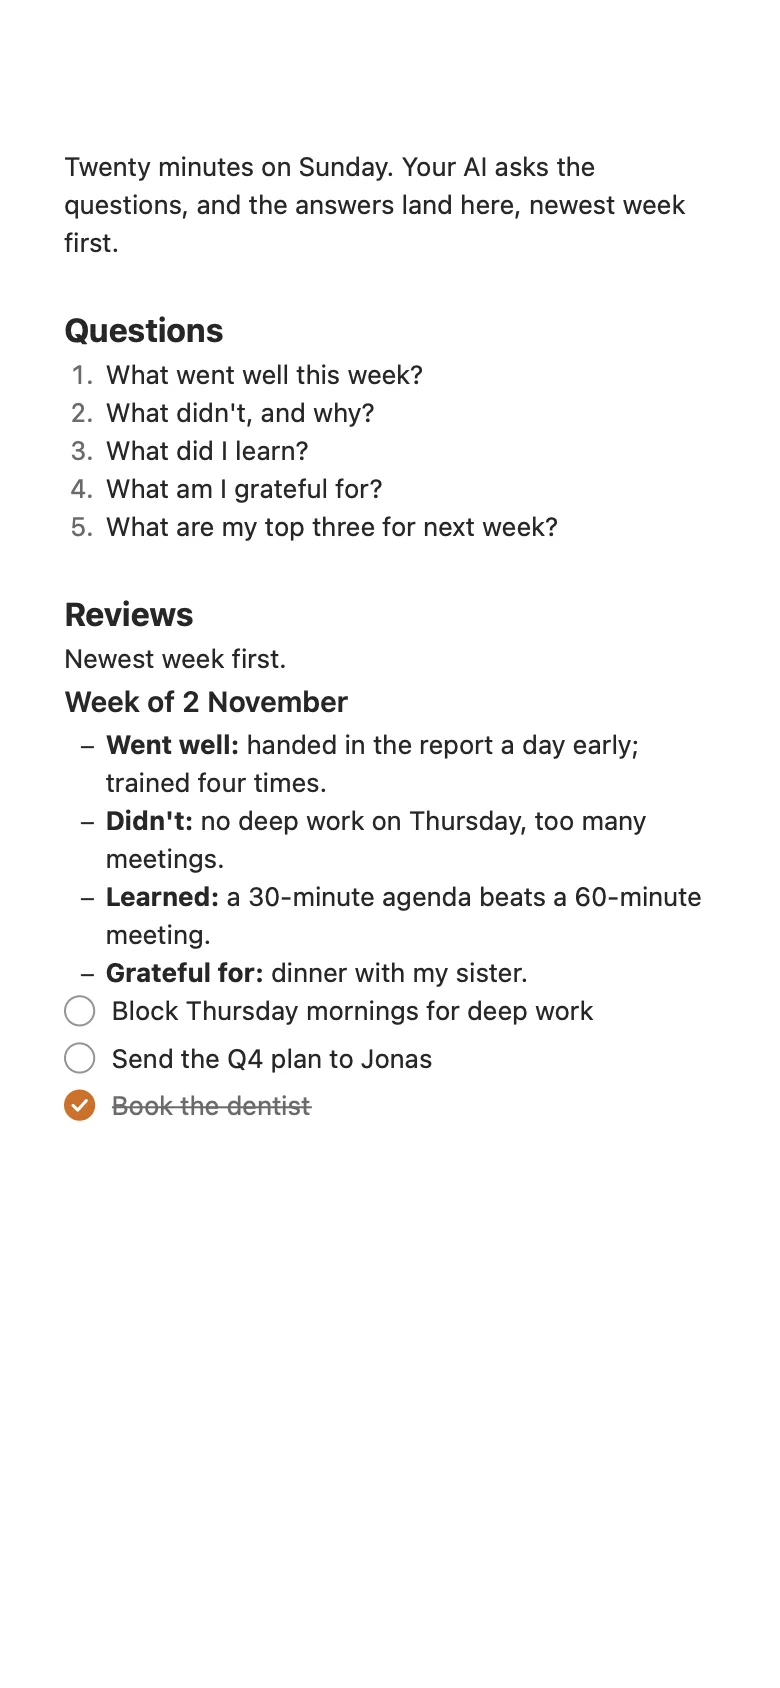 Twenty minutes on Sunday. Your AI asks the
questions, and the answers land here, newest week
first.
Questions
1. What went well this week?
2. What didn't, and why?
3. What did I learn?
4. What am I grateful for?
5. What are my top three for next week?
Reviews
Newest week first.
Week of 2 November
– Went well: handed in the report a day early;
trained four times.
– Didn't: no deep work on Thursday, too many
meetings.
– Learned: a 30-minute agenda beats a 60-minute
meeting.
– Grateful for: dinner with my sister.
Block Thursday mornings for deep work
Send the Q4 plan to Jonas
Book the dentist